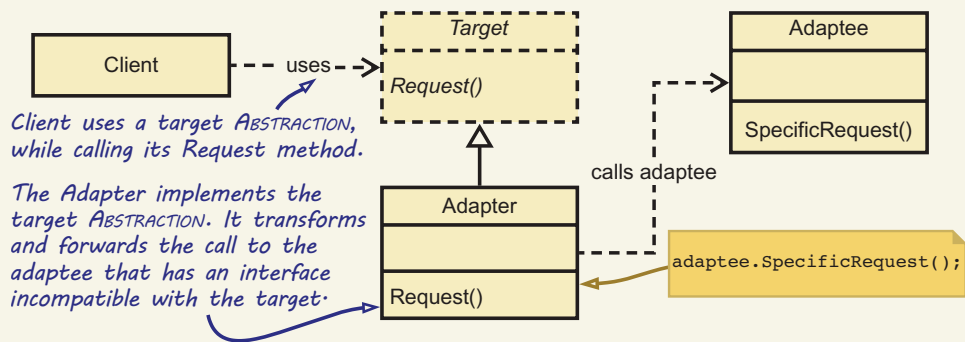 Client
uses
Target
Request()
Adaptee
SpecificRequest()
Client uses a target ABSTRACTION,
while calling its Request method.
calls adaptee
The Adapter implements the
target ABSTRACTION. It transforms
and forwards the call to the
adaptee that has an interface
incompatible with the target.
Adapter
Request()
adaptee.SpecificRequest();